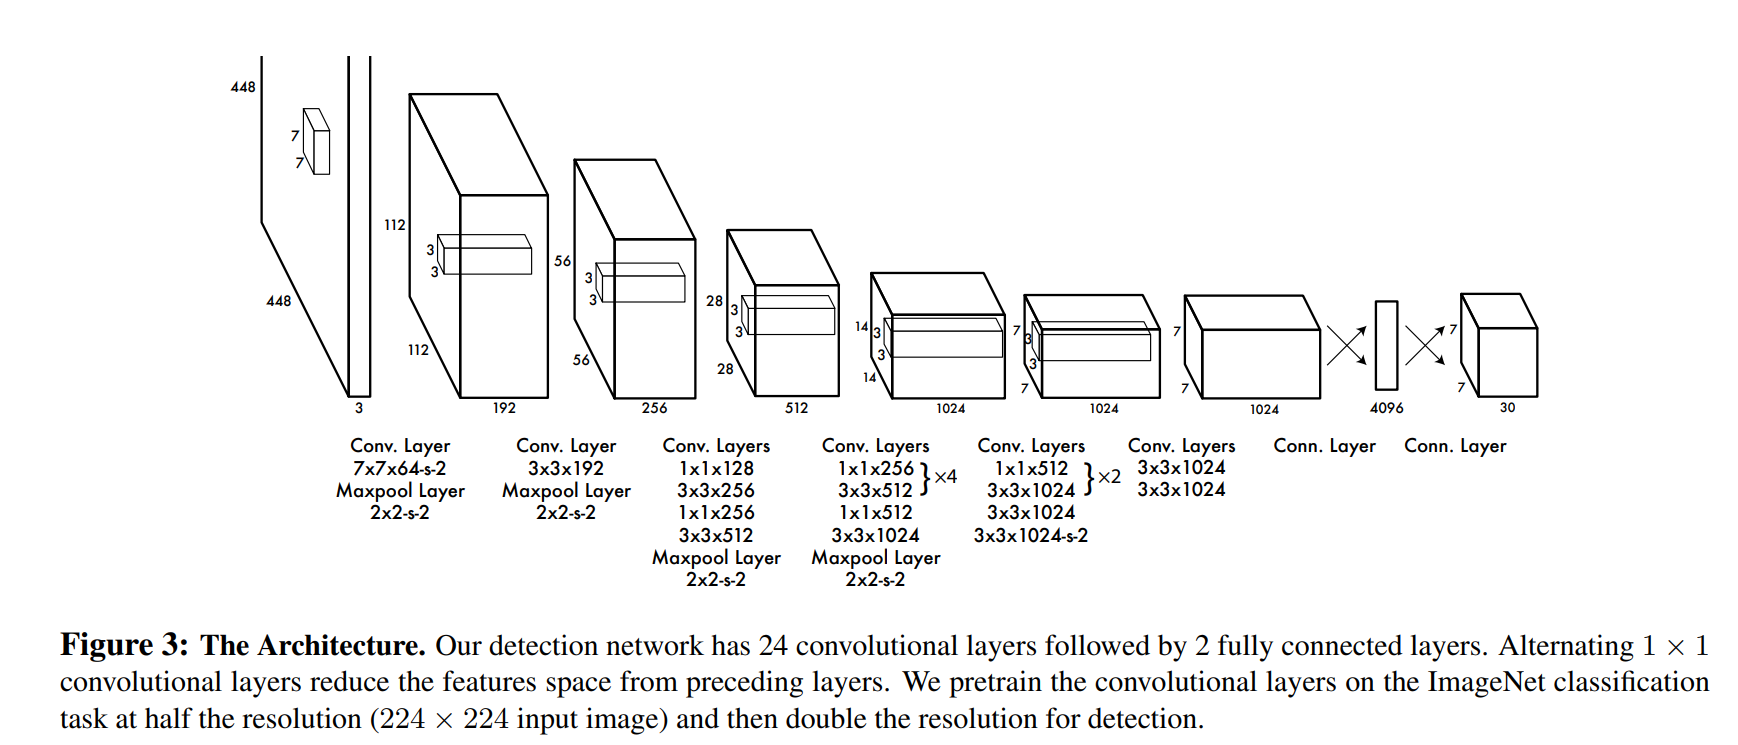 448
7
7
448
3
112
3
3
112
192
56
3
3
56
256
28
3
3
28
512
14
3
3
14
1024
7
3
3
7
1024
7
7
1024
4096
7
7
30
Conv. Layer
7x7x64-s-2
Maxpool Layer
2x2-s-2
Conv. Layer
3x3x192
Maxpool Layer
2x2-s-2
Conv. Layers
1x1x128
3x3x256
1x1x256
3x3x512
Maxpool Layer
2x2-s-2
Conv. Layers
1x1x256
3x3x512
}×4
1x1x512
3x3x1024
Maxpool Layer
2x2-s-2
Conv. Layers
1x1x512
3x3x1024
}×2
3x3x1024
3x3x1024-s-2
Conv. Layers
3x3x1024
3x3x1024
Conn. Layer
Conn. Layer
Figure 3: The Architecture. Our detection network has 24 convolutional layers followed by 2 fully connected layers. Alternating 1 × 1
convolutional layers reduce the features space from preceding layers. We pretrain the convolutional layers on the ImageNet classification
task at half the resolution (224 × 224 input image) and then double the resolution for detection.